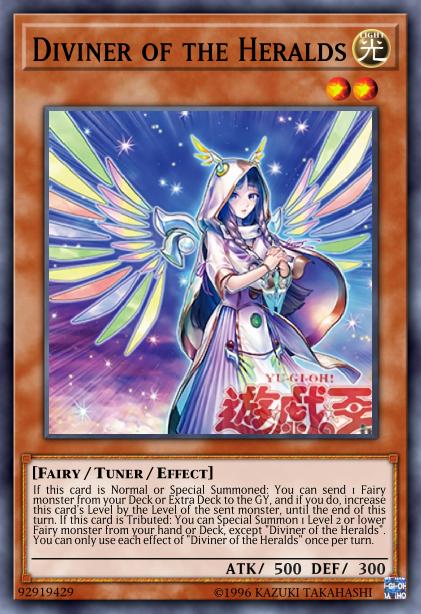 DIVINER OF THE HERALDS
LIGHT
光
YU-GI-OH!
遊戯王
[FAIRY / TUNER / EFFECT]
If this card is Normal or Special Summoned: You can send 1 Fairy
monster from your Deck or Extra Deck to the GY, and if you do, increase
this card's Level by the Level of the sent monster, until the end of this
turn. If this card is Tributed: You can Special Summon 1 Level 2 or lower
Fairy monster from your hand or Deck, except "Diviner of the Heralds".
You can only use each effect of "Diviner of the Heralds" once per turn.
ATK/ 500 DEF/ 300
92919429
©1996 KAZUKI TAKAHASHI